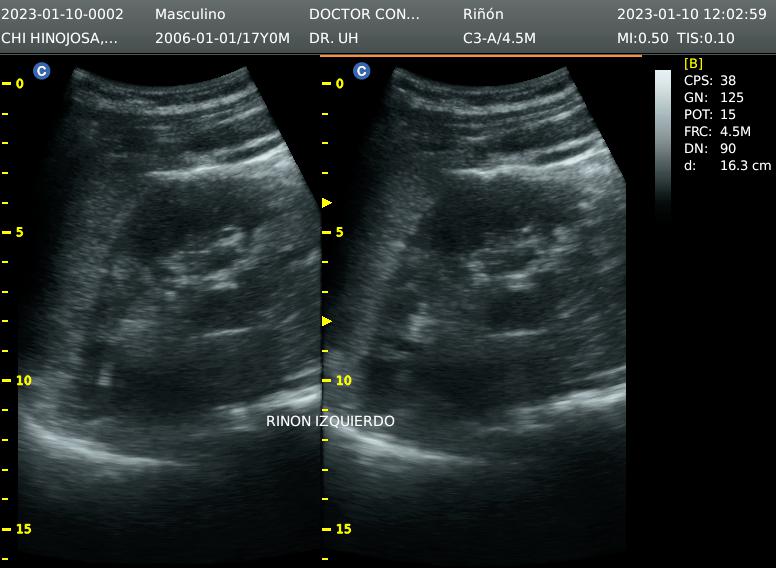 2023-01-10-0002 Masculino DOCTOR CON... Riñón 2023-01-10 12:02:59
CHI HINOJOSA,... 2006-01-01/17Y0M DR. UH C3-A/4.5M MI:0.50 TIS:0.10
[B]
CPS: 38
GN: 125
POT: 15
FRC: 4.5M
DN: 90
d: 16.3 cm
C C
0 0
5 5
10 10
RINON IZQUIERDO
15 15